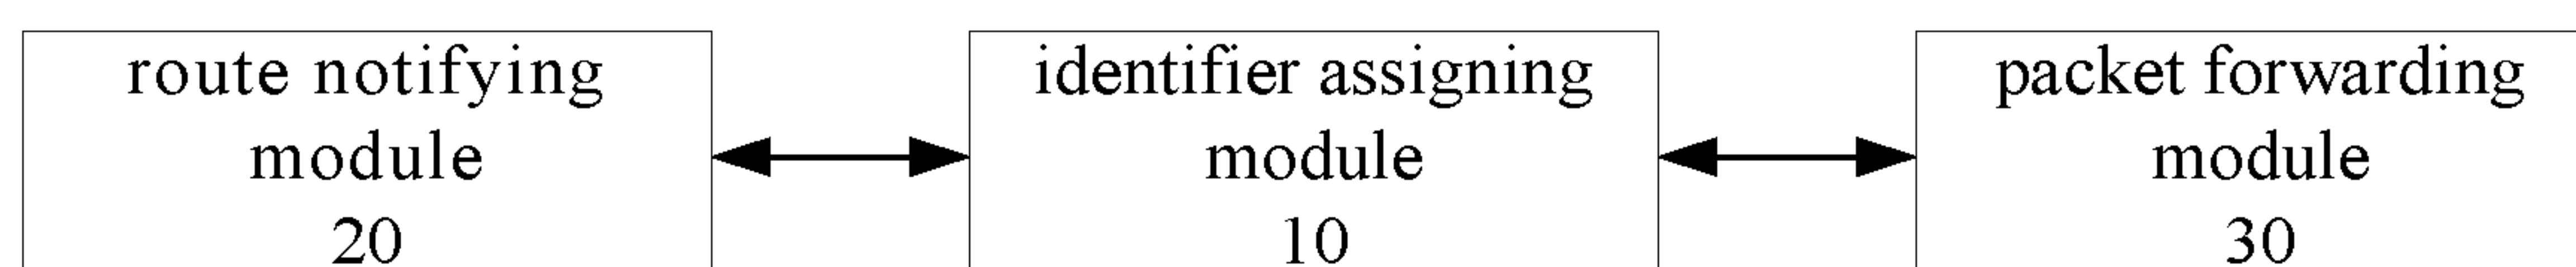 route notifying
module
20
identifier assigning
module
10
packet forwarding
module
30